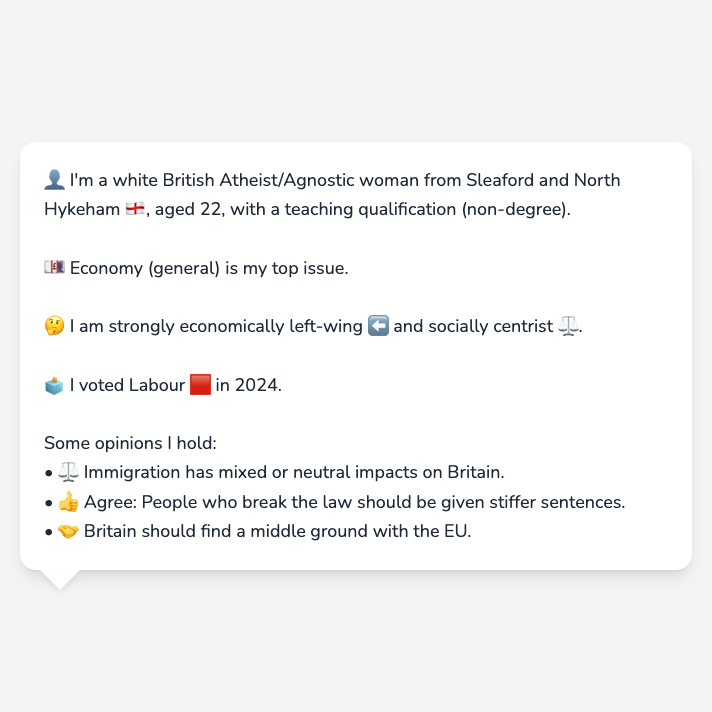 👤 I'm a white British Atheist/Agnostic woman from Sleaford and North
Hykeham 🏴󠁧󠁢󠁥󠁮󠁧󠁿, aged 22, with a teaching qualification (non-degree).
💷 Economy (general) is my top issue.
🤔 I am strongly economically left-wing ⬅️ and socially centrist ⚖️.
🗳️ I voted Labour 🟥 in 2024.
Some opinions I hold:
• ⚖️ Immigration has mixed or neutral impacts on Britain.
• 👍 Agree: People who break the law should be given stiffer sentences.
• 🤝 Britain should find a middle ground with the EU.